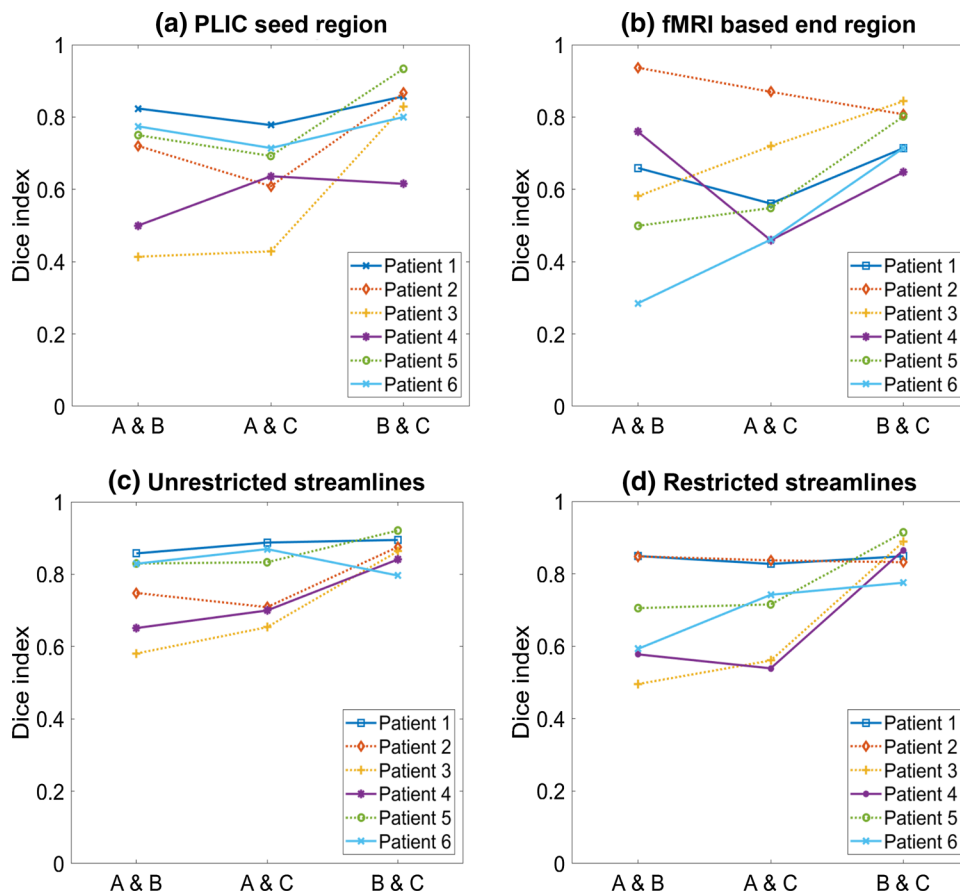 (a) PLIC seed region
Dice index
1
0.8
0.6
0.4
0.2
0
A & B
A & C
B & C
Patient 1
Patient 2
Patient 3
Patient 4
Patient 5
Patient 6
(b) fMRI based end region
Dice index
1
0.8
0.6
0.4
0.2
0
A & B
A & C
B & C
Patient 1
Patient 2
Patient 3
Patient 4
Patient 5
Patient 6
(c) Unrestricted streamlines
Dice index
1
0.8
0.6
0.4
0.2
0
A & B
A & C
B & C
Patient 1
Patient 2
Patient 3
Patient 4
Patient 5
Patient 6
(d) Restricted streamlines
Dice index
1
0.8
0.6
0.4
0.2
0
A & B
A & C
B & C
Patient 1
Patient 2
Patient 3
Patient 4
Patient 5
Patient 6